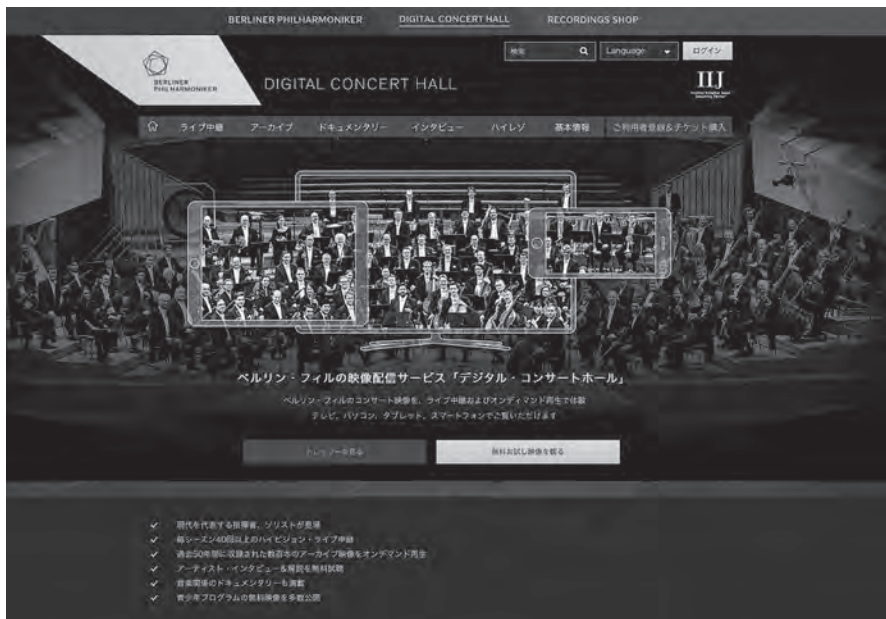 BERLINER PHILHARMONIKER DIGITAL CONCERT HALL RECORDINGS SHOP
検索 Language ログイン
BERLINER
PHILHARMONIKER
DIGITAL CONCERT HALL
IIJ
ライブ中継 アーカイブ ドキュメンタリー インタビュー ハイレゾ 基本情報 ご利用者登録&チケット購入
ベルリン・フィルの映像配信サービス「デジタル・コンサートホール」
ベルリン・フィルのコンサート映像を、ライブ中継およびオンディマンド再生で体験
テレビ、パソコン、タブレット、スマートフォンでご覧いただけます
トレーラーを見る 無料お試し映像を観る
現代を代表する指揮者、ソリストが登場
毎シーズン40回以上のハイビジョン・ライブ中継
過去50年間に収録された数百本のアーカイブ映像をオンデマンド再生
アーティスト・インタビュー&解説を無料試聴
音楽関係のドキュメンタリーも満載
青少年プログラムの無料映像を多数公開